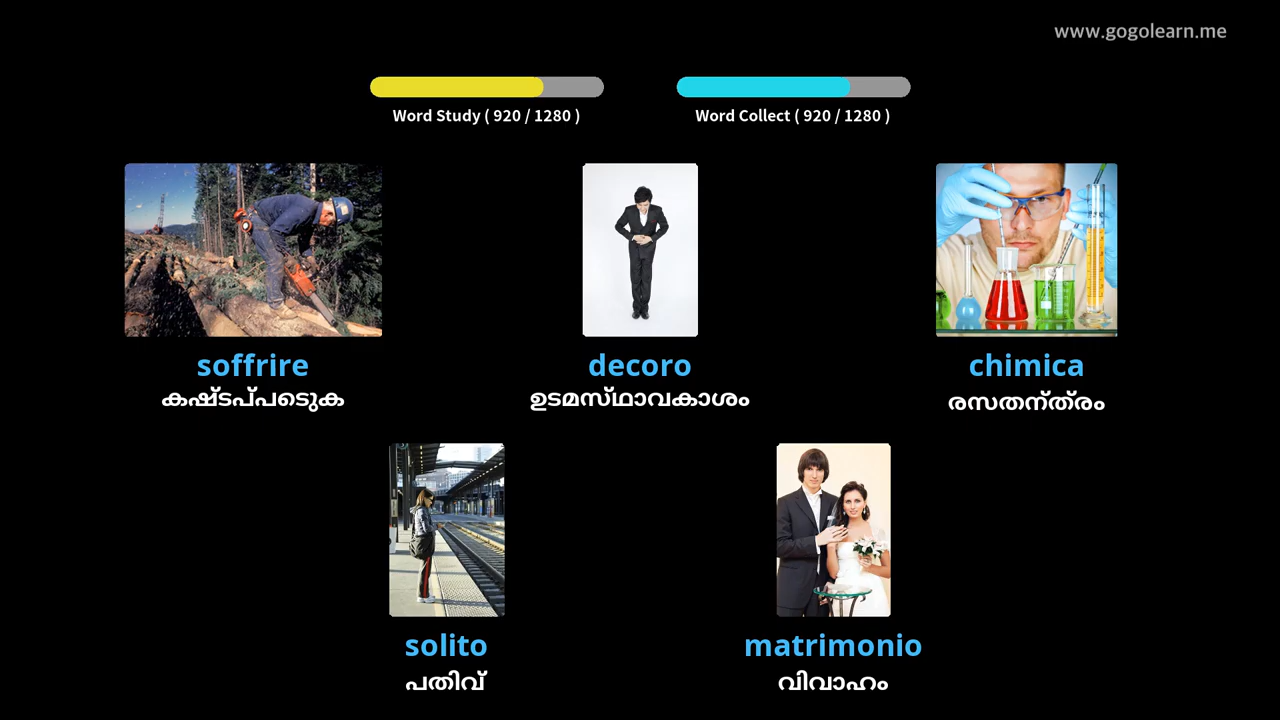 www.gogolearn.me
Word Study ( 920 / 1280 )
Word Collect ( 920 / 1280 )
soffrire
കഷ്ടപ്പടെുക
decoro
ഉടമസ്ഥാവകാശം
chimica
രസതന്ത്രം
solito
പതിവ്
matrimonio
വിവാഹം